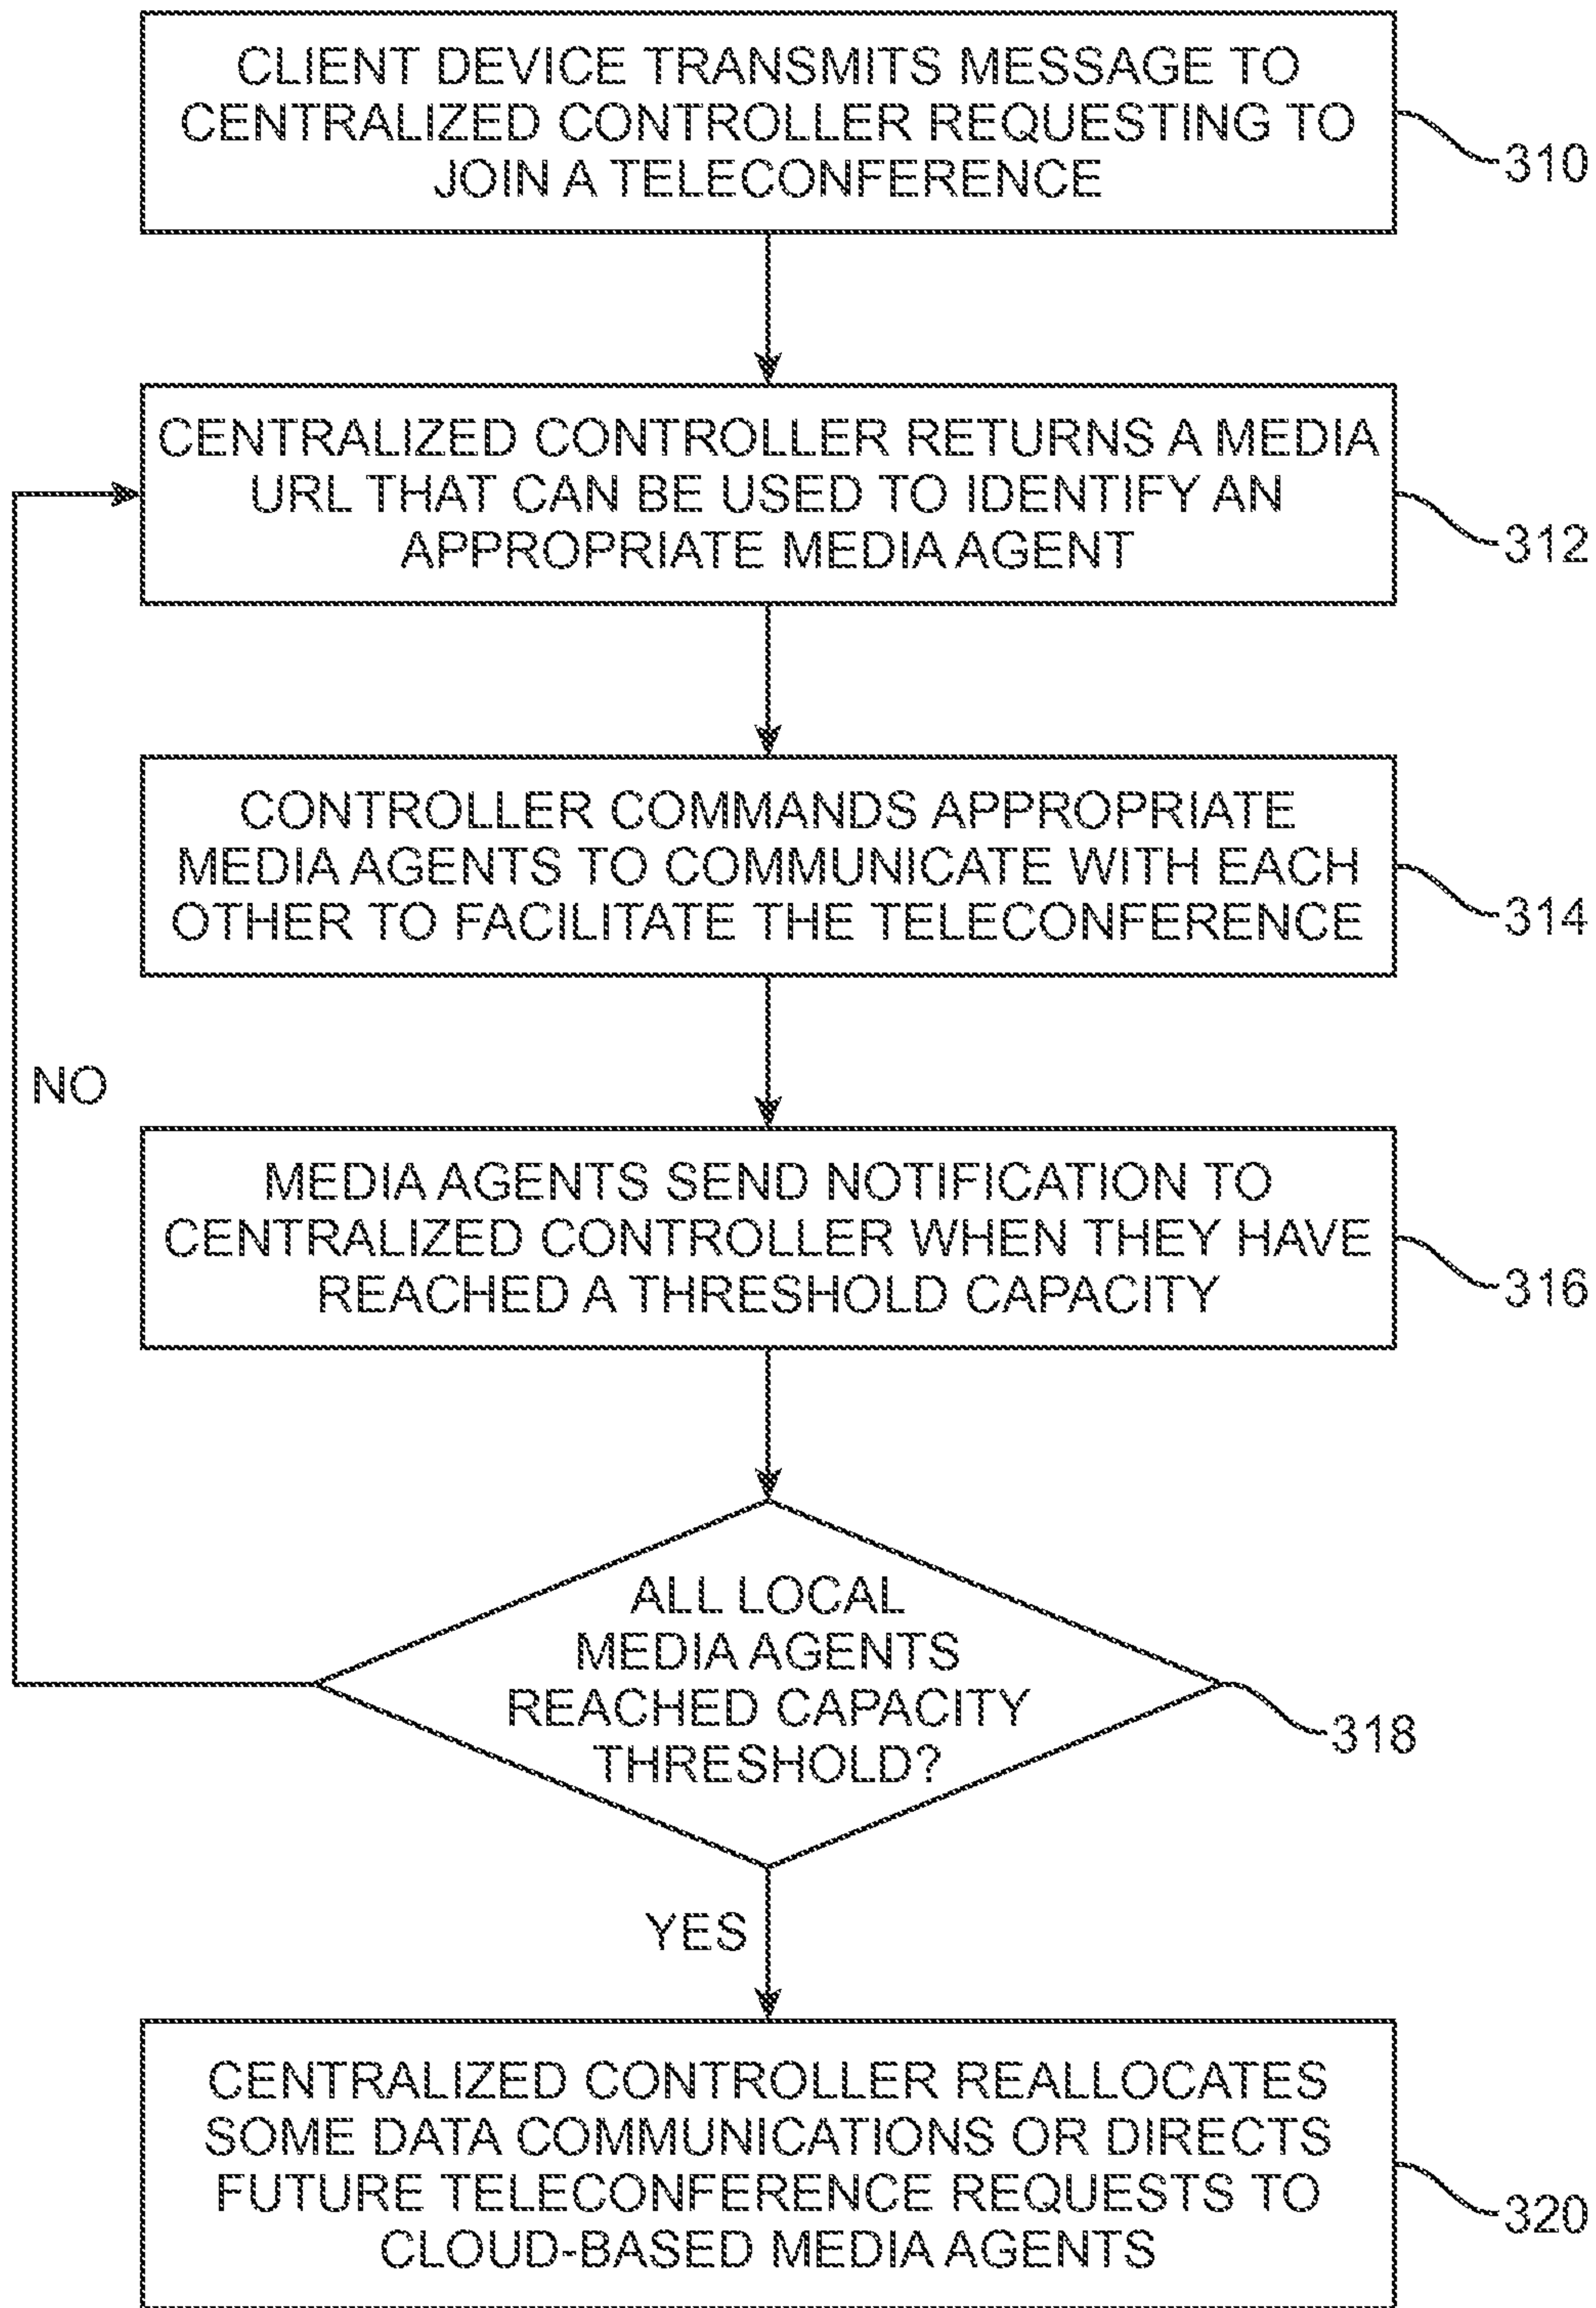 CLIENT DEVICE TRANSMITS MESSAGE TO
CENTRALIZED CONTROLLER REQUESTING TO
JOIN A TELECONFERENCE
310
CENTRALIZED CONTROLLER RETURNS A MEDIA
URL THAT CAN BE USED TO IDENTIFY AN
APPROPRIATE MEDIA AGENT
312
CONTROLLER COMMANDS APPROPRIATE
MEDIA AGENTS TO COMMUNICATE WITH EACH
OTHER TO FACILITATE THE TELECONFERENCE
314
NO
MEDIA AGENTS SEND NOTIFICATION TO
CENTRALIZED CONTROLLER WHEN THEY HAVE
REACHED A THRESHOLD CAPACITY
316
ALL LOCAL
MEDIA AGENTS
REACHED CAPACITY
THRESHOLD?
318
YES
CENTRALIZED CONTROLLER REALLOCATES
SOME DATA COMMUNICATIONS OR DIRECTS
FUTURE TELECONFERENCE REQUESTS TO
CLOUD-BASED MEDIA AGENTS
320